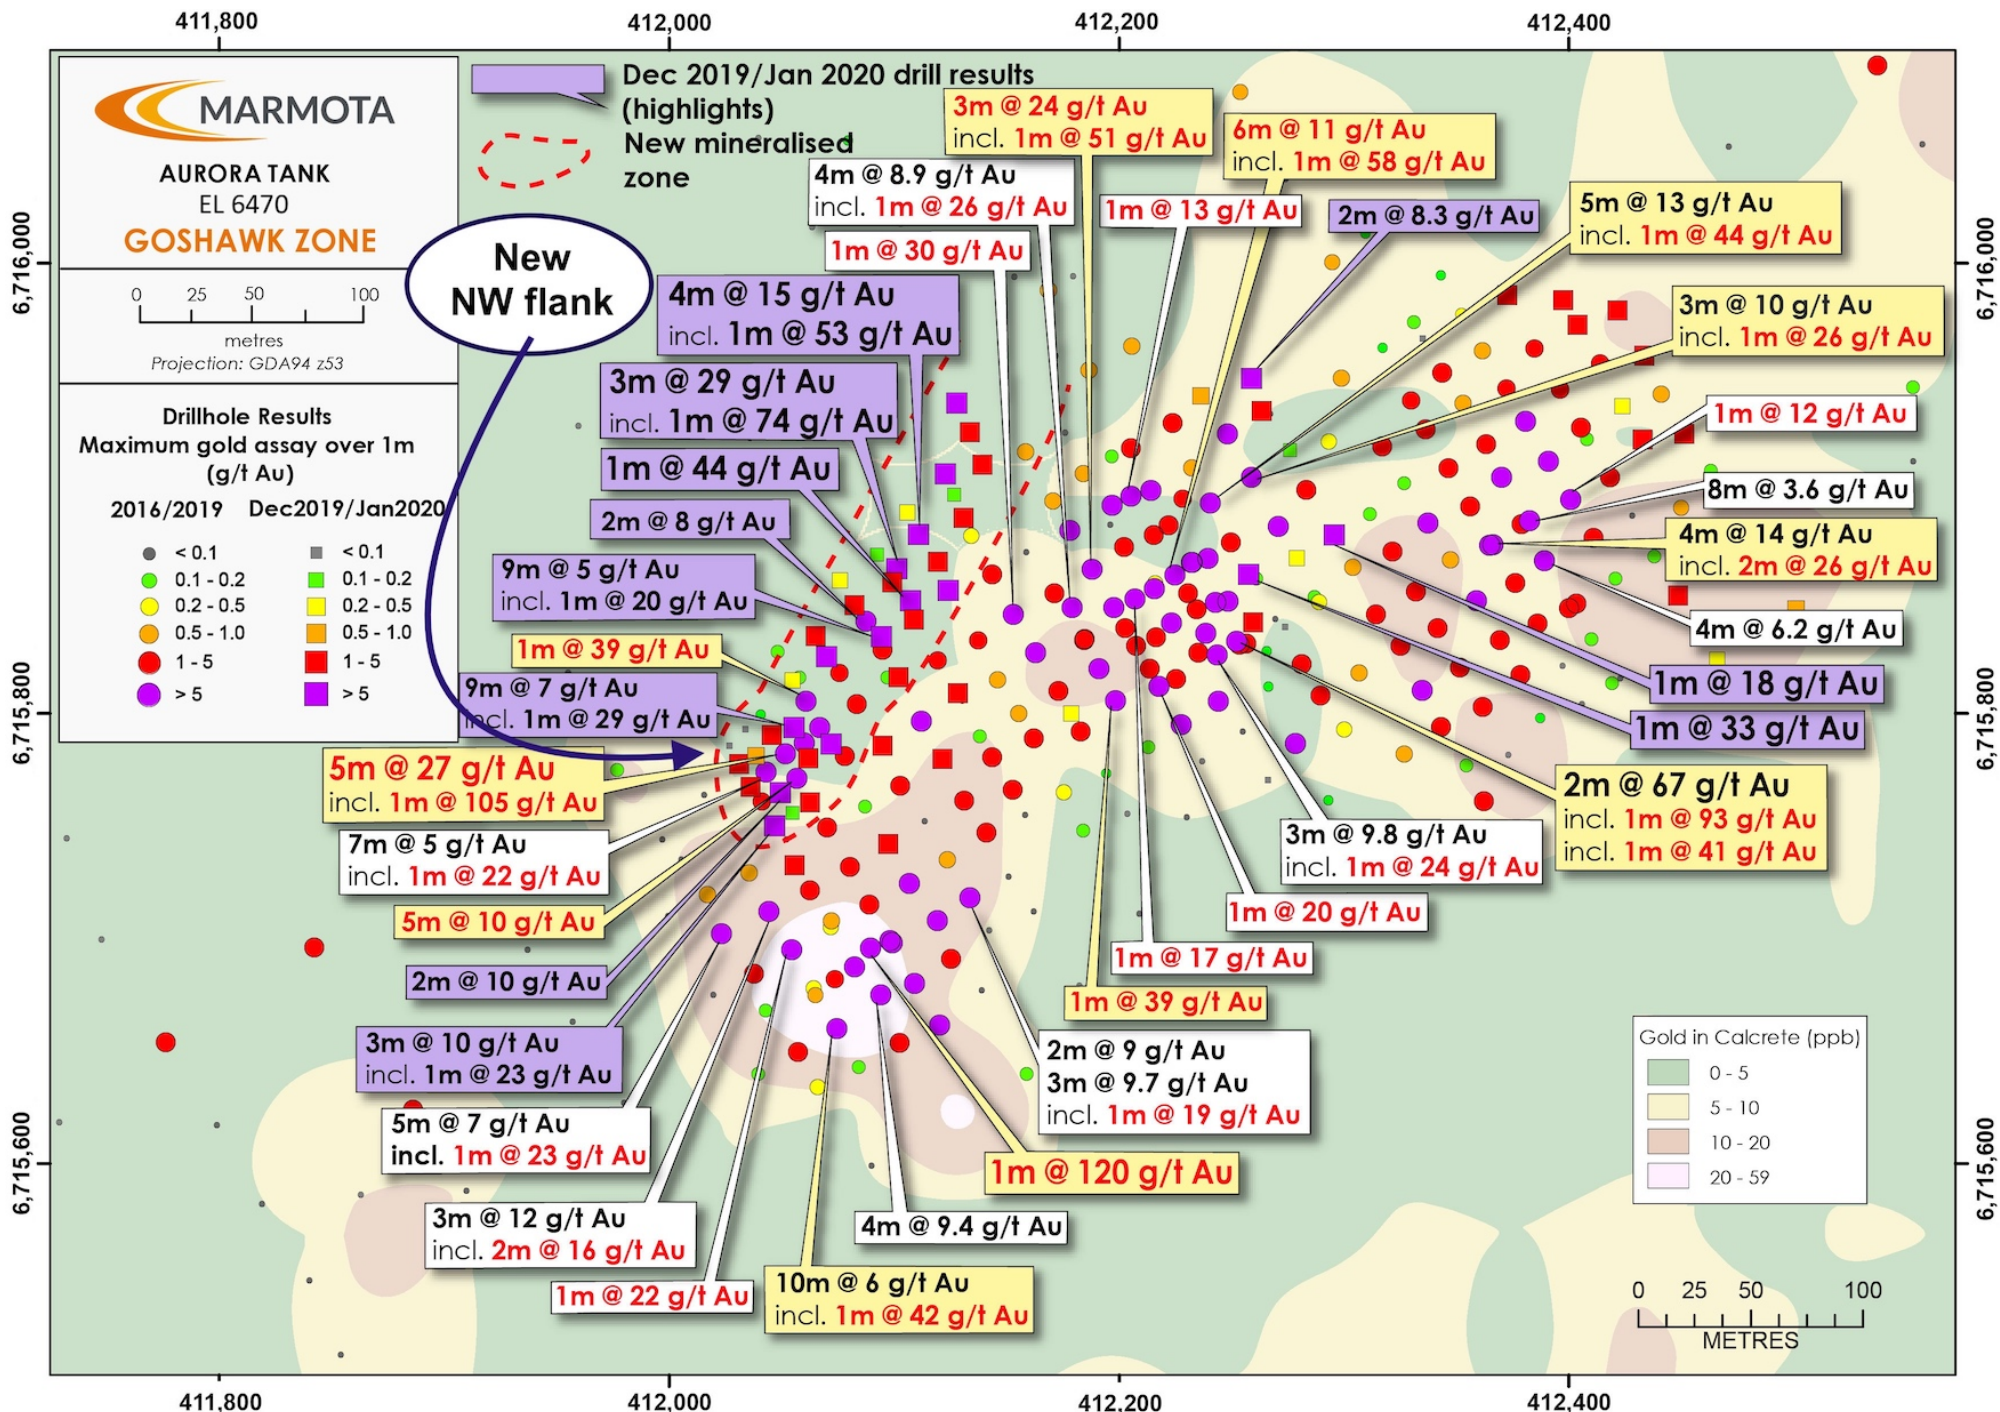 411,800
412,000
412,200
412,400
MARMOTA
AURORA TANK
EL 6470
GOSHAWK ZONE
0 25 50 100
metres
Projection: GDA94 z53
Drillhole Results
Maximum gold assay over 1m
(g/t Au)
2016/2019 Dec2019/Jan2020
< 0.1 < 0.1
0.1 - 0.2 0.1 - 0.2
0.2 - 0.5 0.2 - 0.5
0.5 - 1.0 0.5 - 1.0
1 - 5 1 - 5
> 5 > 5
Dec 2019/Jan 2020 drill results
(highlights)
New mineralised
zone
New
NW flank
3m @ 24 g/t Au
incl. 1m @ 51 g/t Au
6m @ 11 g/t Au
incl. 1m @ 58 g/t Au
4m @ 8.9 g/t Au
incl. 1m @ 26 g/t Au
1m @ 13 g/t Au
2m @ 8.3 g/t Au
5m @ 13 g/t Au
incl. 1m @ 44 g/t Au
1m @ 30 g/t Au
4m @ 15 g/t Au
incl. 1m @ 53 g/t Au
3m @ 10 g/t Au
incl. 1m @ 26 g/t Au
3m @ 29 g/t Au
incl. 1m @ 74 g/t Au
1m @ 12 g/t Au
1m @ 44 g/t Au
8m @ 3.6 g/t Au
2m @ 8 g/t Au
4m @ 14 g/t Au
incl. 2m @ 26 g/t Au
9m @ 5 g/t Au
incl. 1m @ 20 g/t Au
4m @ 6.2 g/t Au
1m @ 39 g/t Au
1m @ 18 g/t Au
9m @ 7 g/t Au
incl. 1m @ 29 g/t Au
1m @ 33 g/t Au
5m @ 27 g/t Au
incl. 1m @ 105 g/t Au
2m @ 67 g/t Au
incl. 1m @ 93 g/t Au
incl. 1m @ 41 g/t Au
7m @ 5 g/t Au
incl. 1m @ 22 g/t Au
3m @ 9.8 g/t Au
incl. 1m @ 24 g/t Au
5m @ 10 g/t Au
1m @ 20 g/t Au
1m @ 17 g/t Au
2m @ 10 g/t Au
1m @ 39 g/t Au
3m @ 10 g/t Au
incl. 1m @ 23 g/t Au
2m @ 9 g/t Au
3m @ 9.7 g/t Au
incl. 1m @ 19 g/t Au
5m @ 7 g/t Au
incl. 1m @ 23 g/t Au
1m @ 120 g/t Au
3m @ 12 g/t Au
incl. 2m @ 16 g/t Au
4m @ 9.4 g/t Au
1m @ 22 g/t Au
10m @ 6 g/t Au
incl. 1m @ 42 g/t Au
Gold in Calcrete (ppb)
0 - 5
5 - 10
10 - 20
20 - 59
0 25 50 100
METRES
6,716,000
6,715,800
6,715,600
6,716,000
6,715,800
6,715,600
411,800
412,000
412,200
412,400